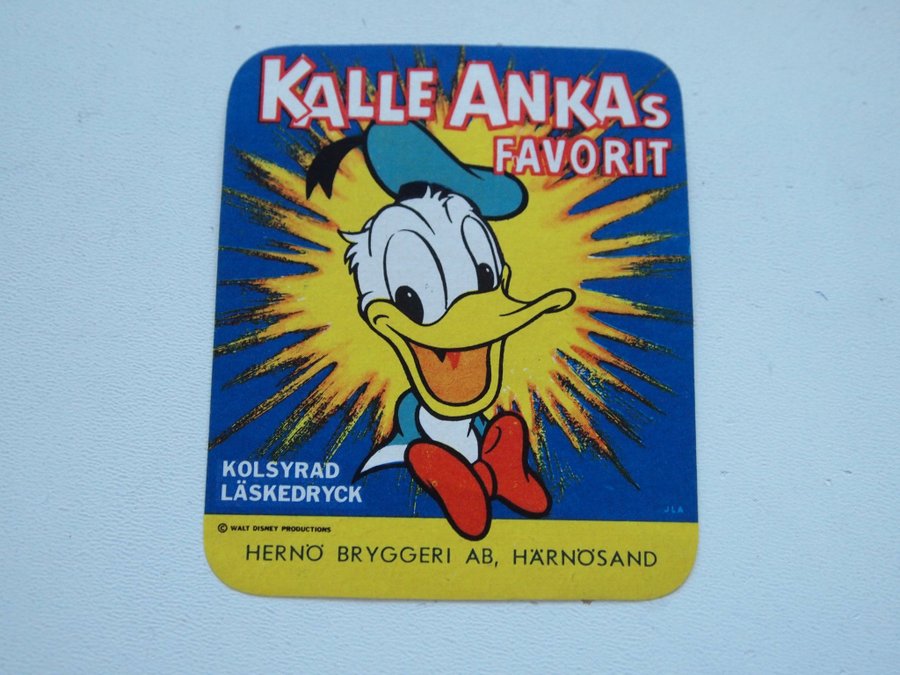 KALLE ANKAs
FAVORIT
KOLSYRAD
LÄSKEDRYCK
JLA
© WALT DISNEY PRODUCTIONS
HERNÖ BRYGGERI AB, HÄRNÖSAND